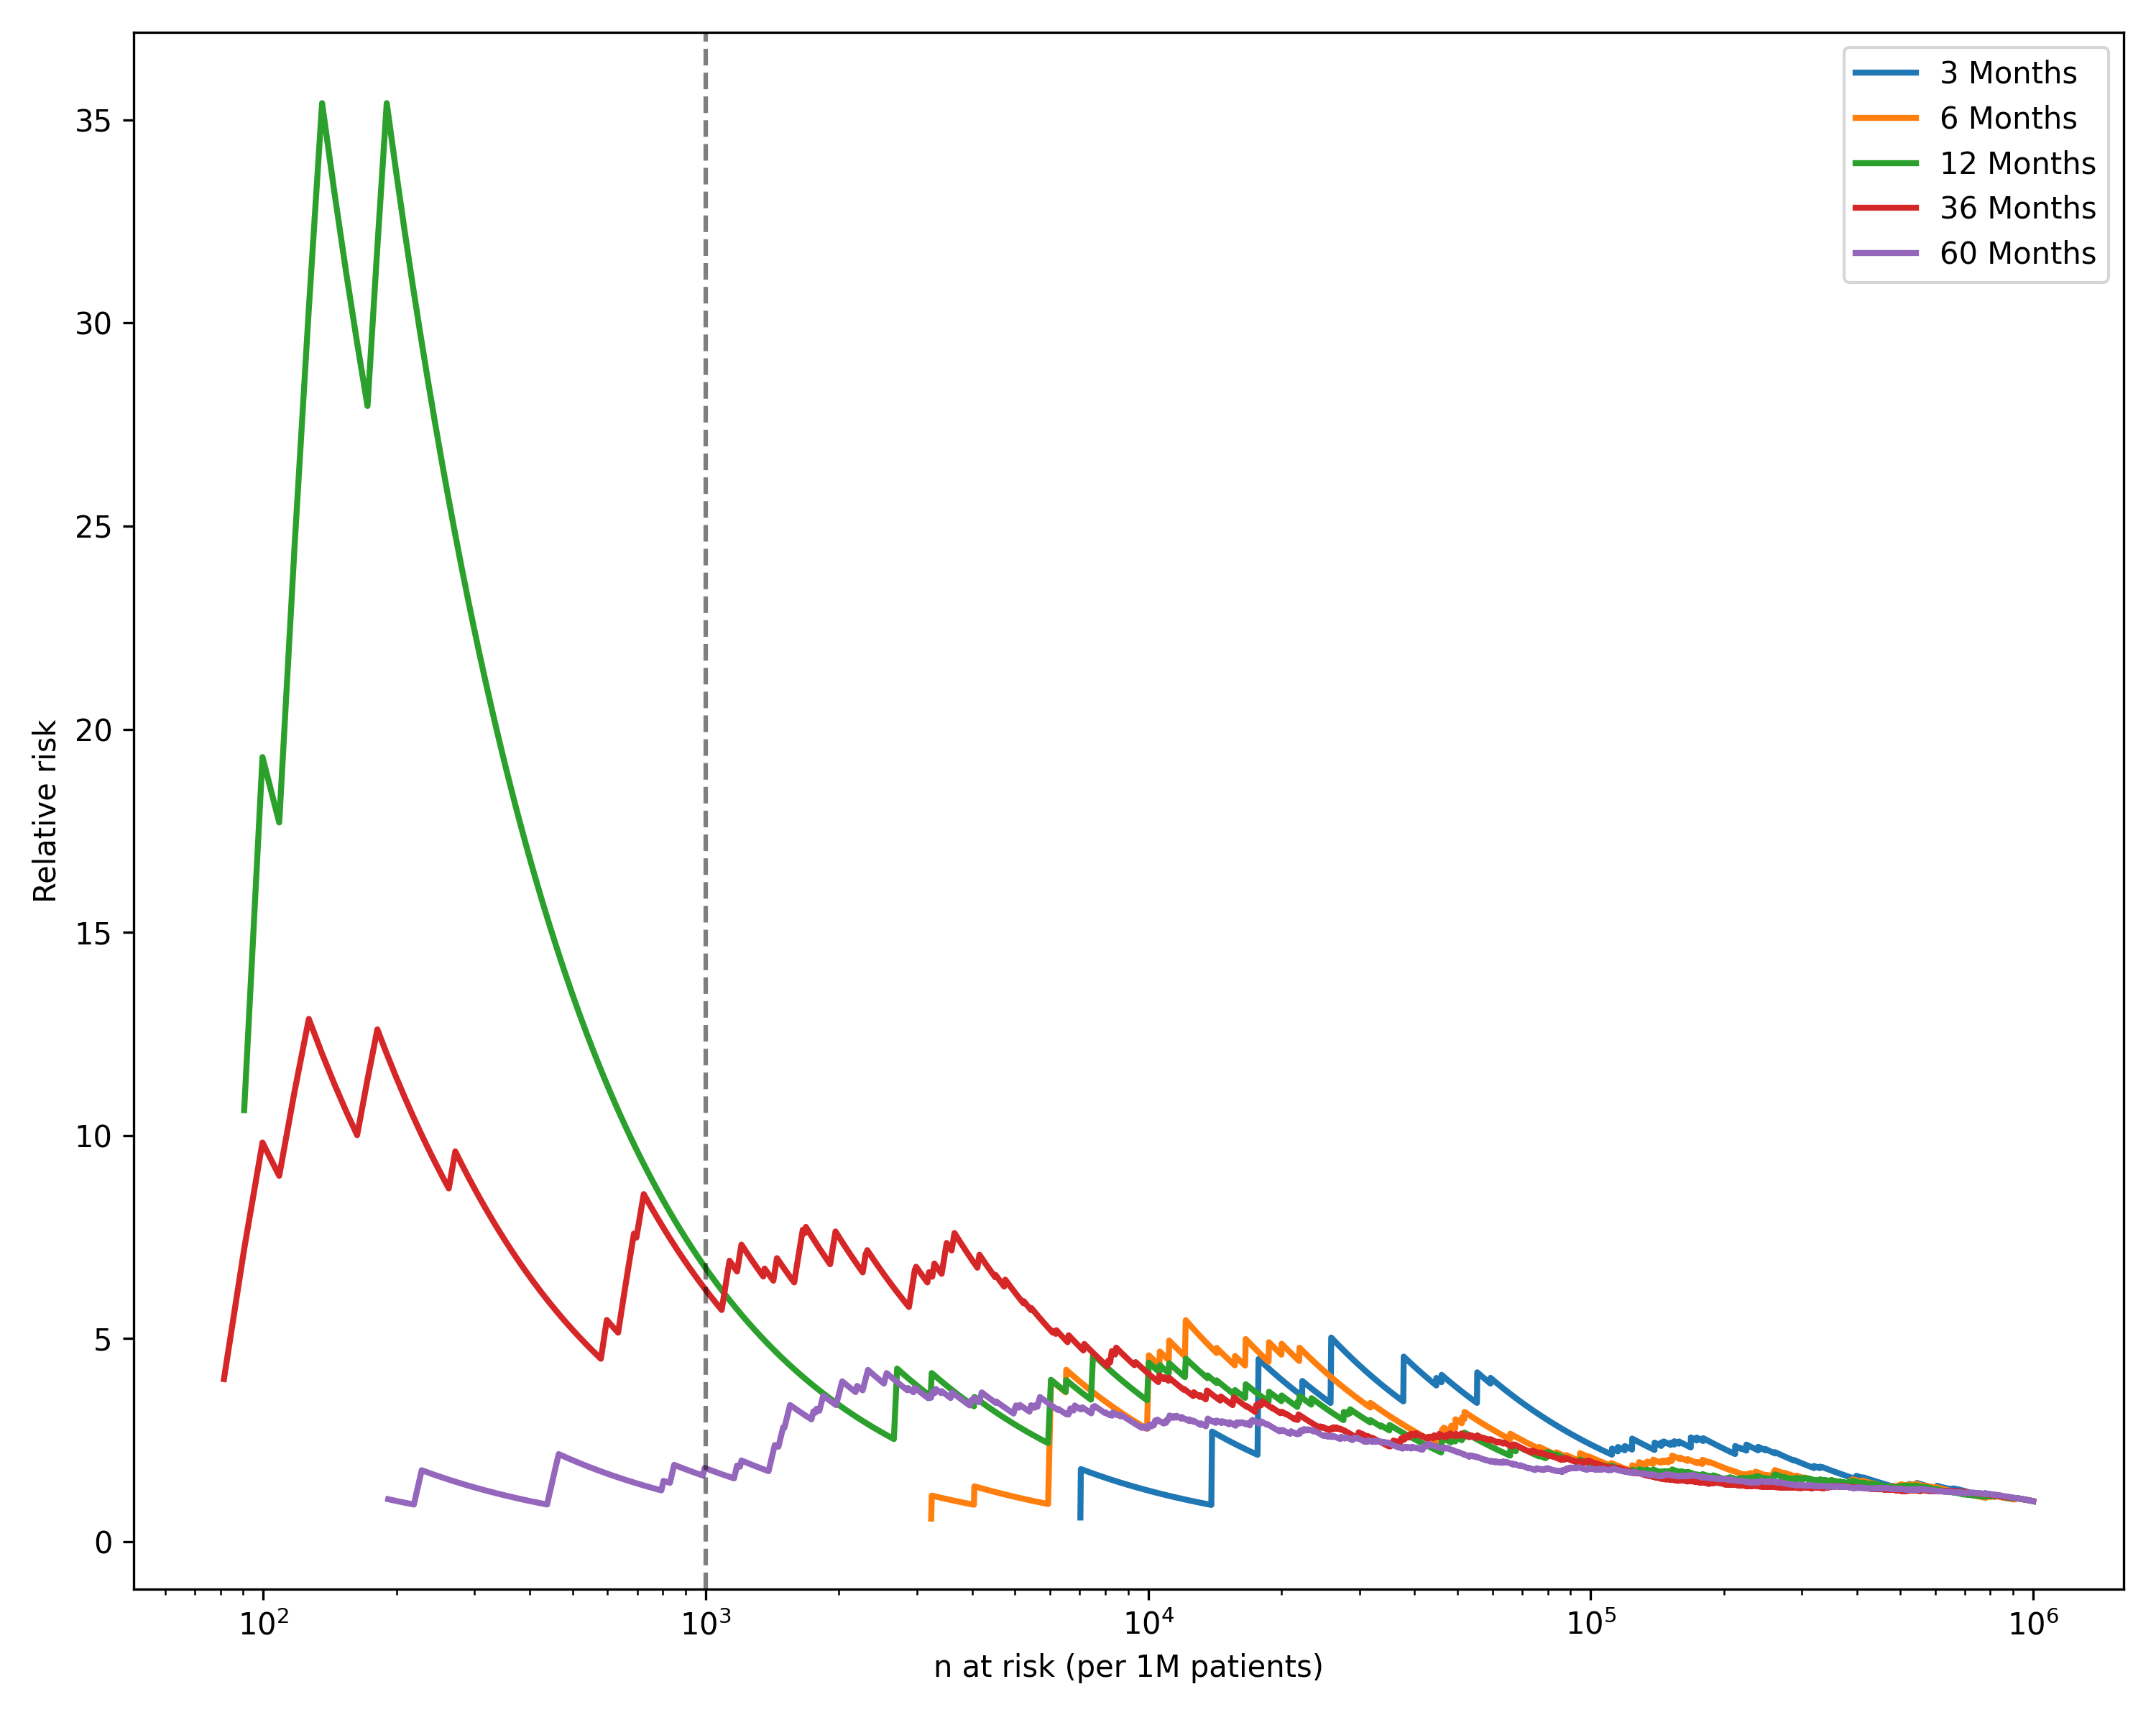 3 Months
6 Months
12 Months
36 Months
60 Months
Relative risk
35
30
25
20
15
10
5
0
10²
10³
10⁴
10⁵
10⁶
n at risk (per 1M patients)